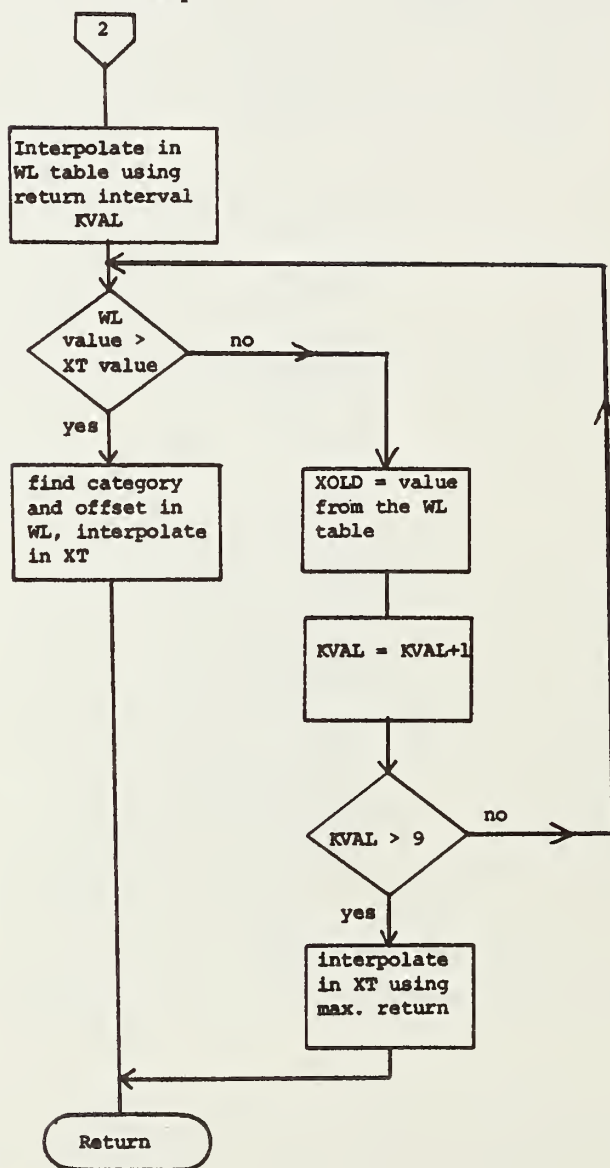 2
Interpolate in
WL table using
return interval
KVAL
WL
value >
XT value
no
yes
find category
and offset in
WL, interpolate
in XT
XOLD = value
from the WL
table
KVAL = KVAL+1
KVAL > 9
no
yes
interpolate
in XT using
max. return
Return